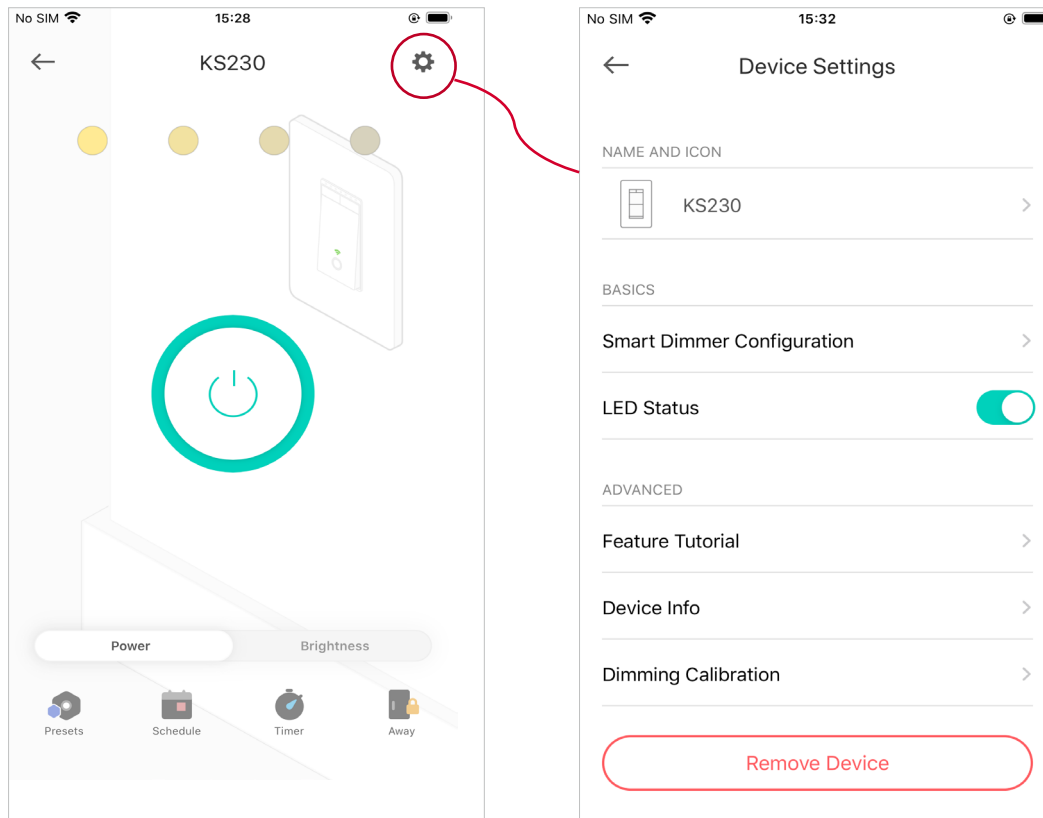 No SIM 15:28
KS230
Power Brightness
Presets Schedule Timer Away
No SIM 15:32
Device Settings
NAME AND ICON
KS230
BASICS
Smart Dimmer Configuration
LED Status
ADVANCED
Feature Tutorial
Device Info
Dimming Calibration
Remove Device